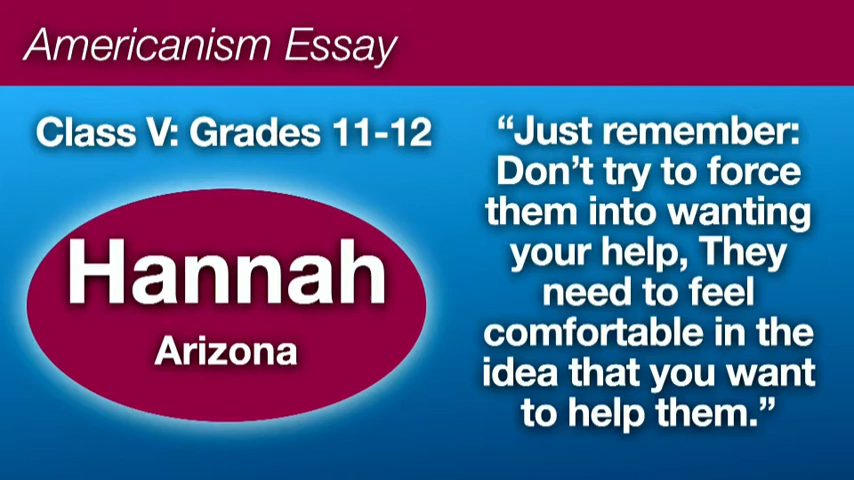 Americanism Essay
Class V: Grades 11-12
Hannah
Arizona
“Just remember:
Don’t try to force
them into wanting
your help, They
need to feel
comfortable in the
idea that you want
to help them.”